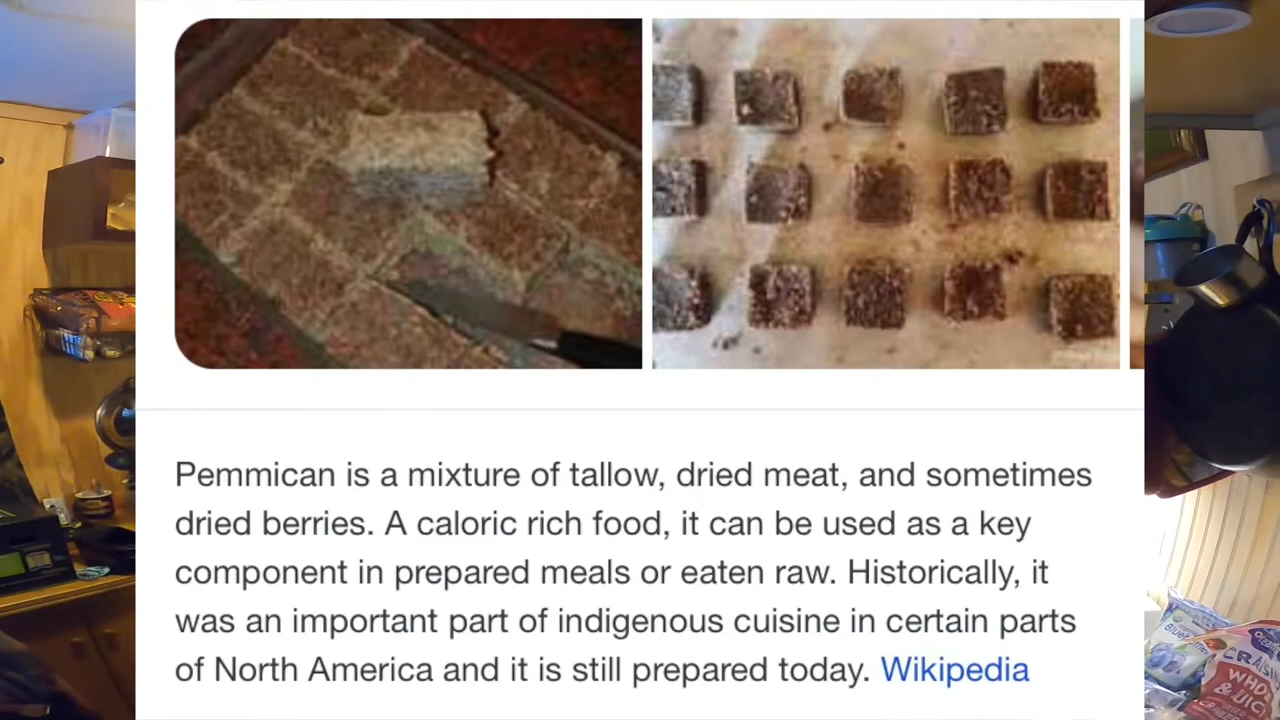 Pemmican is a mixture of tallow, dried meat, and sometimes
dried berries. A caloric rich food, it can be used as a key
component in prepared meals or eaten raw. Historically, it
was an important part of indigenous cuisine in certain parts
of North America and it is still prepared today. Wikipedia
WHO
& JUIC